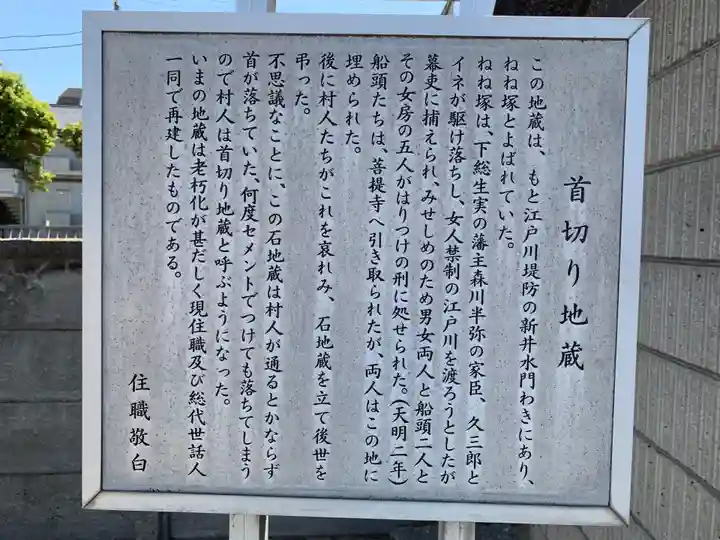 首切り地蔵
この地蔵は、もと江戸川堤防の新井水門わきにあり、
ねね塚とよばれていた。
ねね塚は、下総生実の藩主森川半弥の家臣、久三郎と
イネが駆け落ちし、女人禁制の江戸川を渡ろうとしたが
幕吏に捕えられ、みせしめのため男女両人と船頭二人と
その女房の五人がはりつけの刑に処せられた。(天明二年)
船頭たちは、菩提寺へ引き取られたが、両人はこの地に
埋められた。
後に村人たちがこれを哀れみ、石地蔵を立て後世を
弔った。
不思議なことに、この石地蔵は村人が通るとかならず
首が落ちていた、何度セメントでつけても落ちてしまう
ので村人は首切り地蔵と呼ぶようになった。
いまの地蔵は老朽化が甚だしく現住職及び総代世話人
一同で再建したものである。
住職敬白